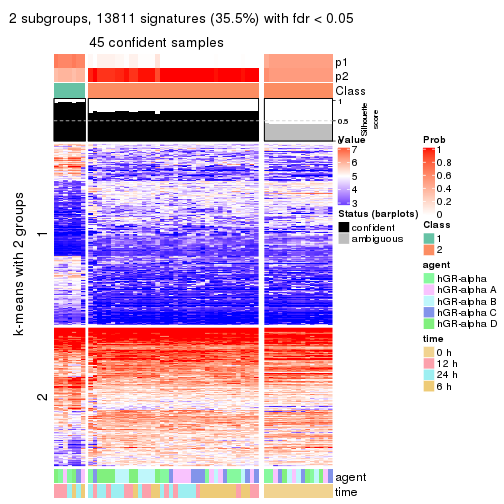 2 subgroups, 13811 signatures (35.5%) with fdr < 0.05
45 confident samples
p1
p2
Class
1
0.5
Silhouette
score
k-means with 2 groups
1
2
agent
time
Value
7
6
5
4
3
Status (barplots)
confident
ambiguous
Prob
1
0.8
0.6
0.4
0.2
0
Class
1
2
agent
hGR-alpha
hGR-alpha A
hGR-alpha B
hGR-alpha C
hGR-alpha D
time
0 h
12 h
24 h
6 h